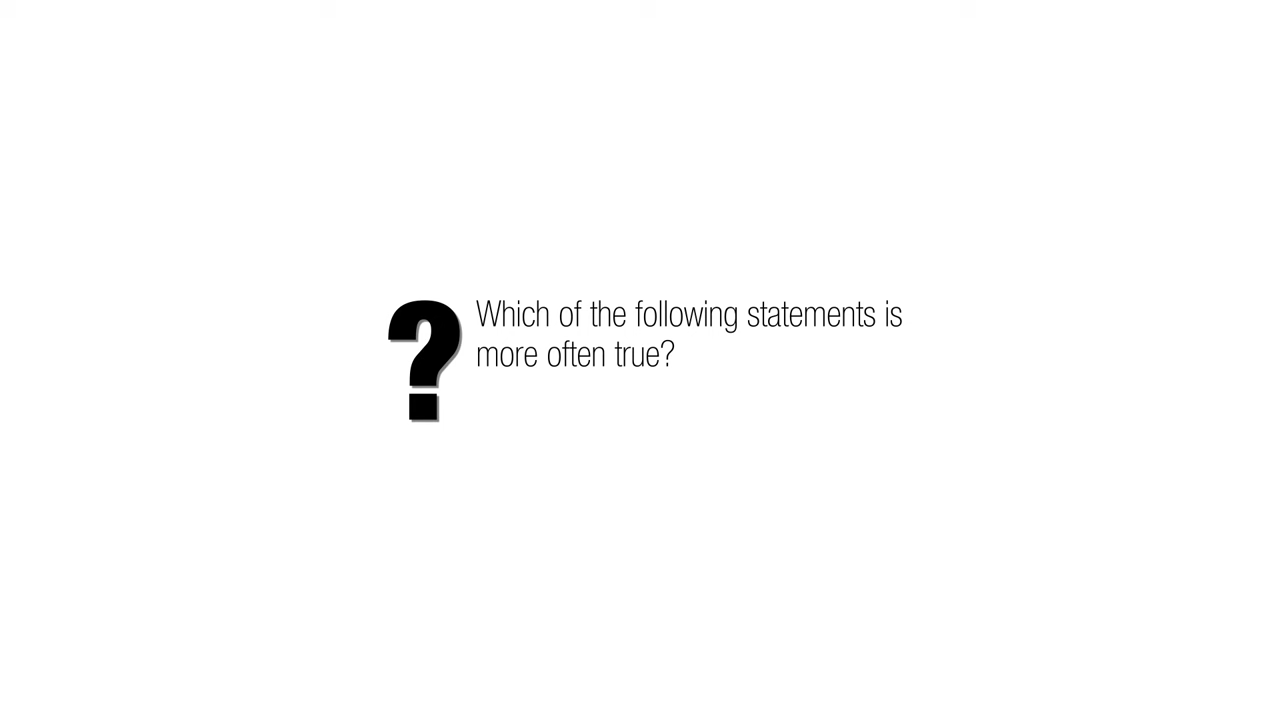 ?
Which of the following statements is
more often true?